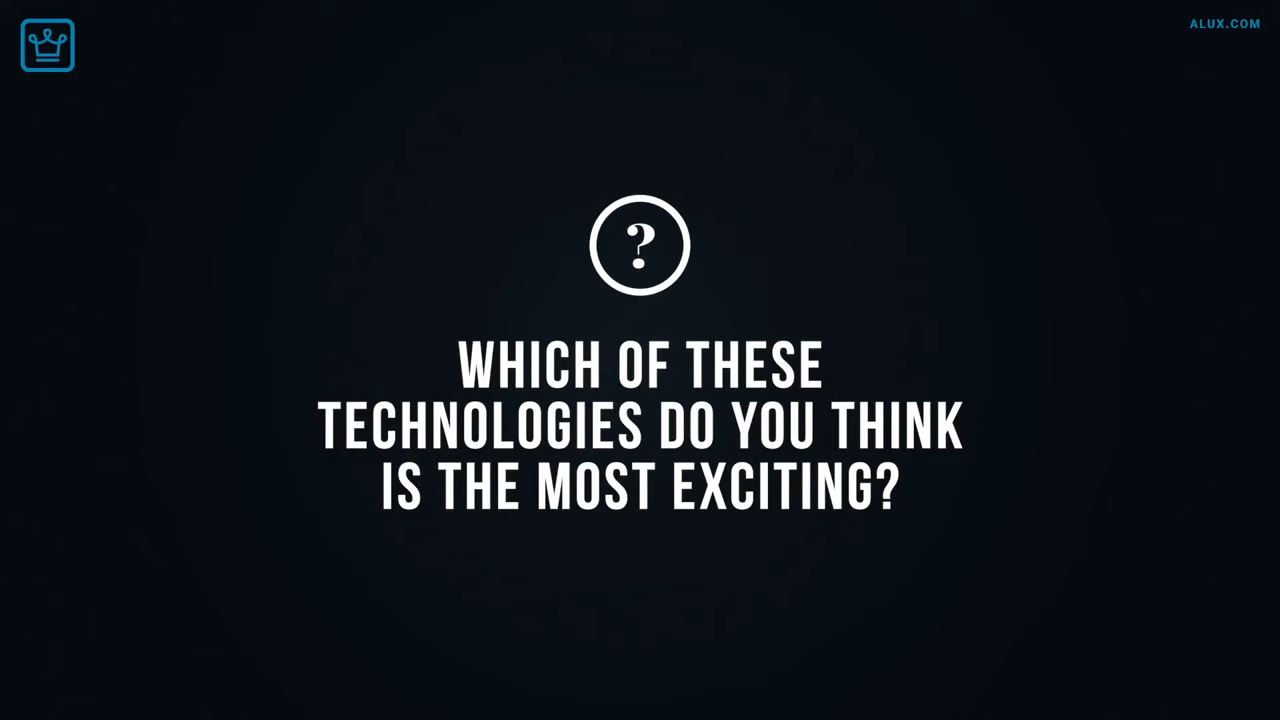 ALUX.COM
?
WHICH OF THESE
TECHNOLOGIES DO YOU THINK
IS THE MOST EXCITING?